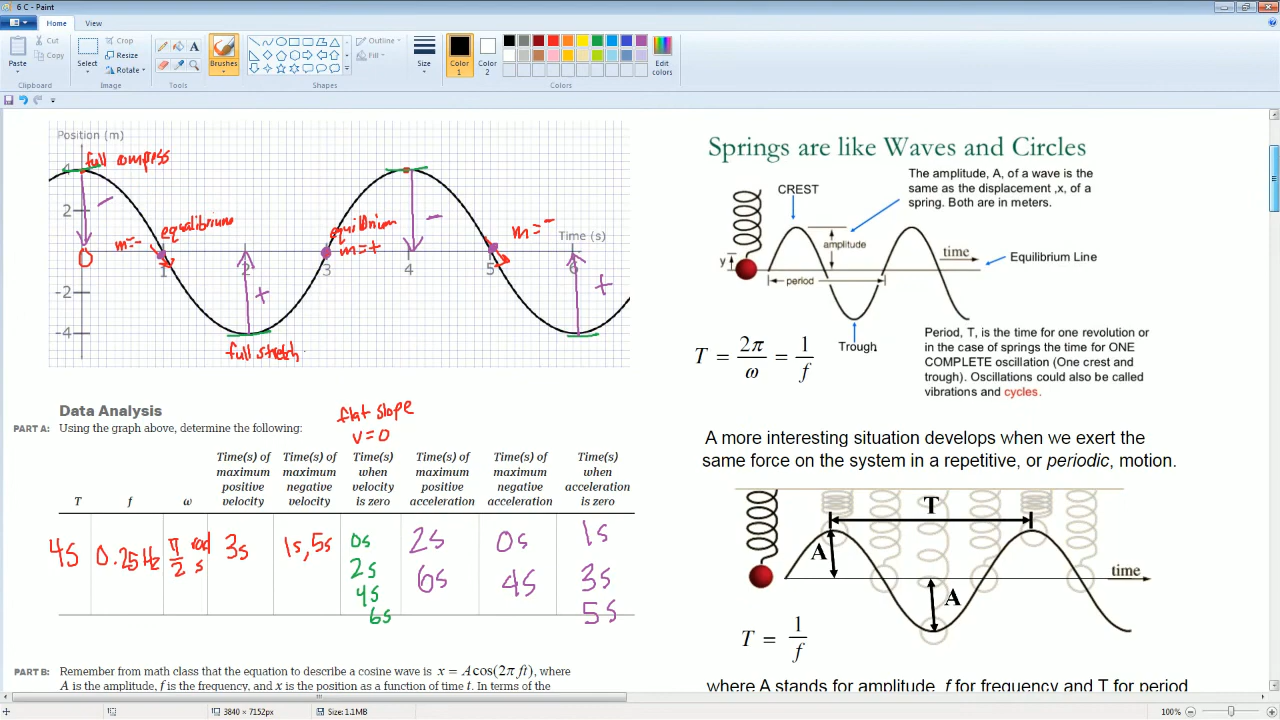 6 C - Paint
Home View
Paste Cut Copy Select Crop Resize Rotate A Brushes Outline Fill Size Color 1 Color 2 Edit colors
Clipboard Image Tools Shapes Colors
Position (m)
full compress
4
2
-2
-4
0
1
2
3
4
5
6
-
m=-
equalibrium
+
equilibrium
m=+
-
m=-
Time (s)
+
full stretch
Data Analysis
flat slope
v=0
PART A: Using the graph above, determine the following:
T
f
ω
Time(s) of maximum positive velocity
Time(s) of maximum negative velocity
Time(s) when velocity is zero
Time(s) of maximum positive acceleration
Time(s) of maximum negative acceleration
Time(s) when acceleration is zero
4s 0.25Hz π/2 rad/s 3s 1s,5s 0s 2s 0s 1s
2s 6s 4s 3s
4s 5s
6s
PART B: Remember from math class that the equation to describe a cosine wave is x = A cos(2π ft), where
A is the amplitude, f is the frequency, and x is the position as a function of time t. In terms of the
Springs are like Waves and Circles
The amplitude, A, of a wave is the
same as the displacement ,x, of a
spring. Both are in meters.
CREST
amplitude
time
y
period
Equilibrium Line
Trough
T = 2π/ω = 1/f
Period, T, is the time for one revolution or
in the case of springs the time for ONE
COMPLETE oscillation (One crest and
trough). Oscillations could also be called
vibrations and cycles.
A more interesting situation develops when we exert the
same force on the system in a repetitive, or periodic, motion.
T
A
A
time
T = 1/f
where A stands for amplitude, f for frequency and T for period
3840 × 7152px Size: 1.1MB 100%